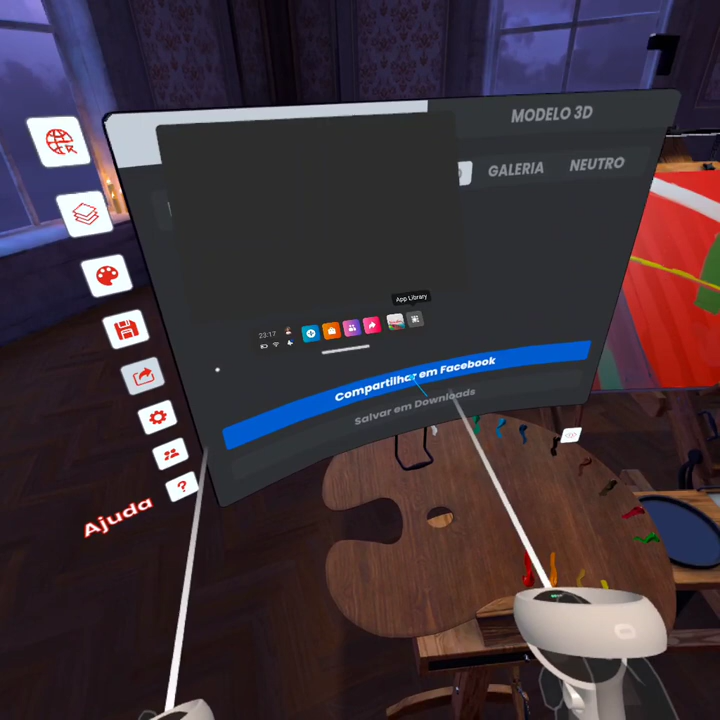 MODELO 3D
GALERIA
NEUTRO
App Library
23:17
Compartilhar em Facebook
Salvar em Downloads
?
Ajuda